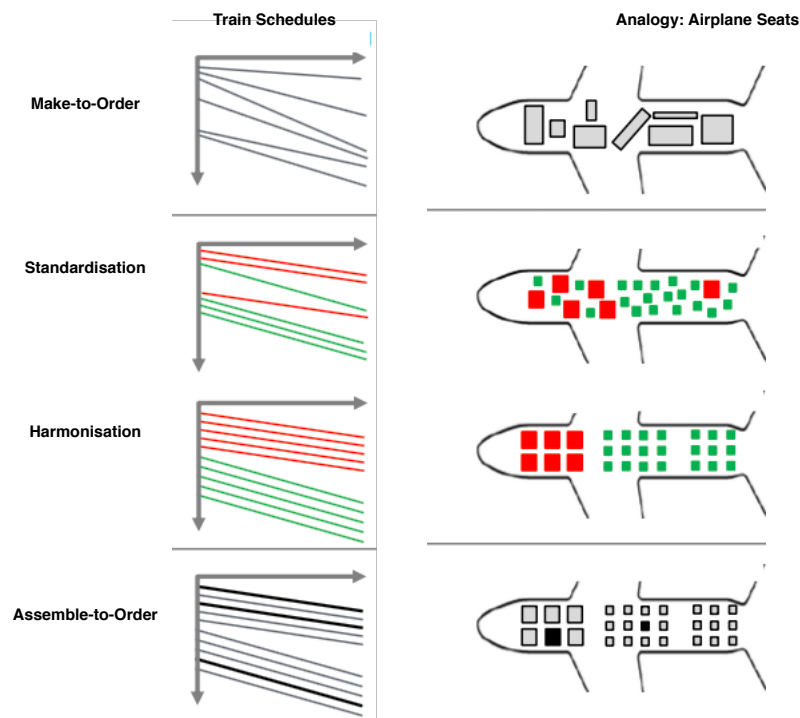 Train Schedules
Analogy: Airplane Seats
Make-to-Order
Standardisation
Harmonisation
Assemble-to-Order